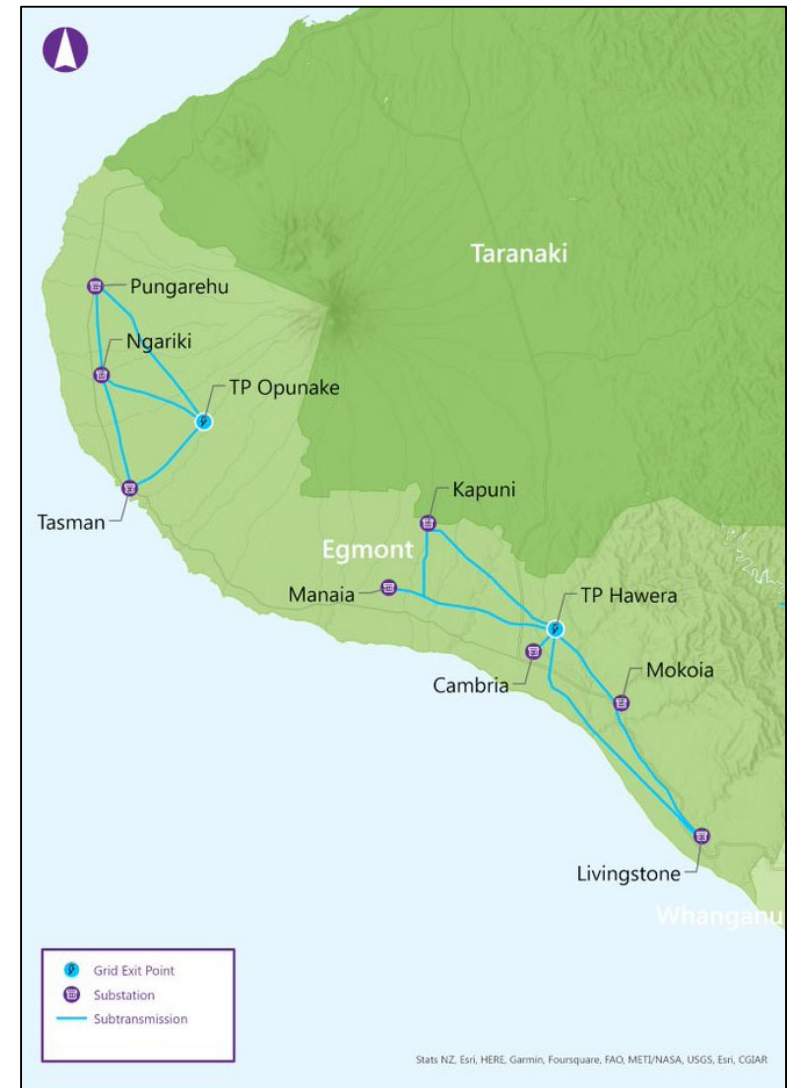 Taranaki
Pungarehu
Ngariki
TP Opunake
Tasman
Kapuni
Egmont
Manaia
TP Hawera
Cambria
Mokoia
Livingstone
Whanganu
Grid Exit Point
Substation
Subtransmission
Stats NZ, Esri, HERE, Garmin, Foursquare, FAO, METI/NASA, USGS, Esri, CGIAR